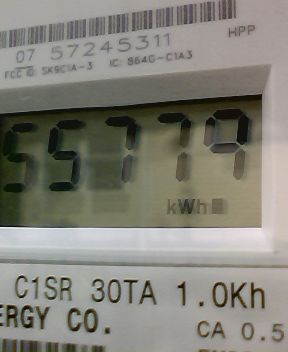 HPP
07 57245311
FCC ID: SK9C1A-3 IC: 864G-C1A3
55779
kWh
C1SR 30TA 1.0Kh
ERGY CO.
CA 0.5